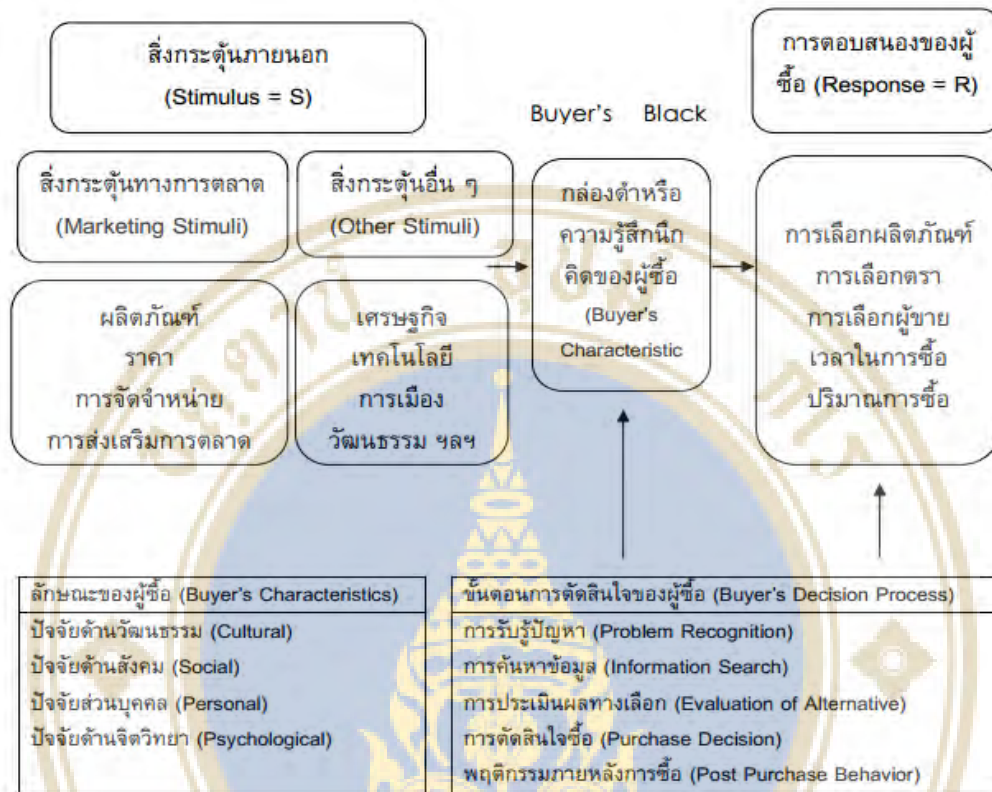 สิ่งกระตุ้นภายนอก
(Stimulus = S)
การตอบสนองของผู้
ซื้อ (Response = R)
Buyer's Black
สิ่งกระตุ้นทางการตลาด
(Marketing Stimuli)
สิ่งกระตุ้นอื่น ๆ
(Other Stimuli)
กล่องดำหรือ
ความรู้สึกนึก
คิดของผู้ซื้อ
(Buyer's
Characteristic
การเลือกผลิตภัณฑ์
การเลือกตรา
การเลือกผู้ขาย
เวลาในการซื้อ
ปริมาณการซื้อ
ผลิตภัณฑ์
ราคา
การจัดจำหน่าย
การส่งเสริมการตลาด
เศรษฐกิจ
เทคโนโลยี
การเมือง
วัฒนธรรม ฯลฯ
ลักษณะของผู้ซื้อ (Buyer's Characteristics)
ปัจจัยด้านวัฒนธรรม (Cultural)
ปัจจัยด้านสังคม (Social)
ปัจจัยส่วนบุคคล (Personal)
ปัจจัยด้านจิตวิทยา (Psychological)
ขั้นตอนการตัดสินใจของผู้ซื้อ (Buyer's Decision Process)
การรับรู้ปัญหา (Problem Recognition)
การค้นหาข้อมูล (Information Search)
การประเมินผลทางเลือก (Evaluation of Alternative)
การตัดสินใจซื้อ (Purchase Decision)
พฤติกรรมภายหลังการซื้อ (Post Purchase Behavior)